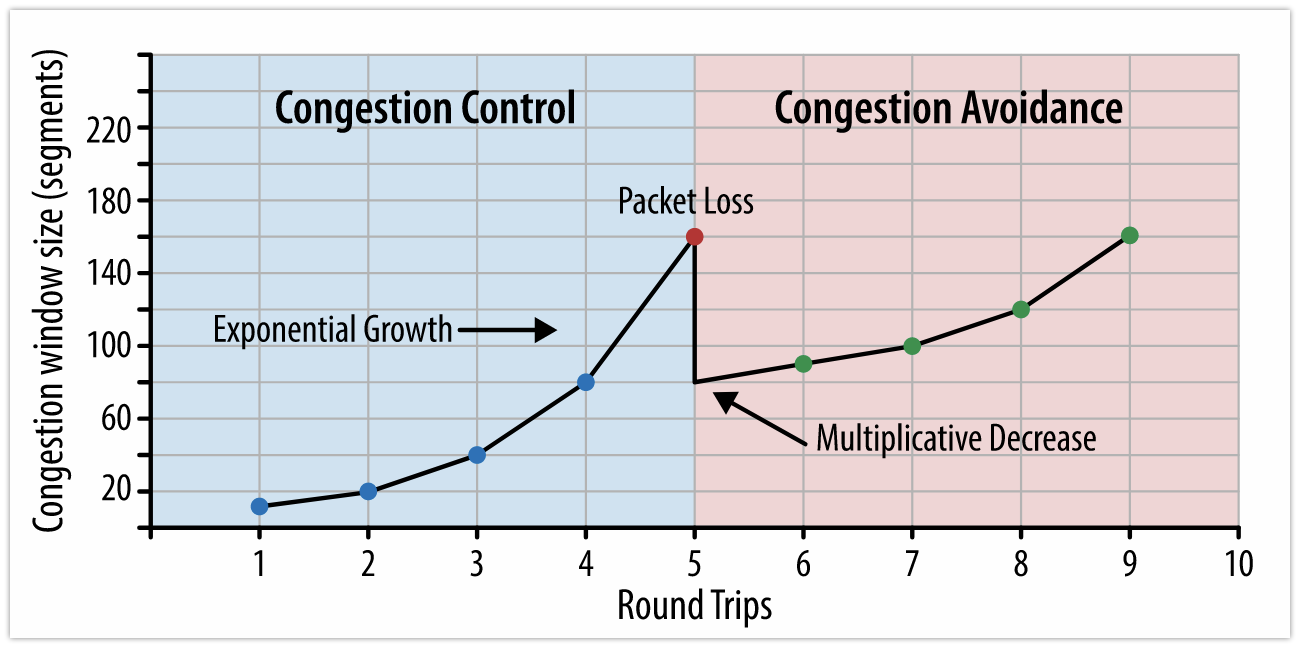 Congestion Control
Congestion Avoidance
Congestion window size (segments)
220
180
140
100
60
20
Packet Loss
Exponential Growth
Multiplicative Decrease
1 2 3 4 5 6 7 8 9 10
Round Trips